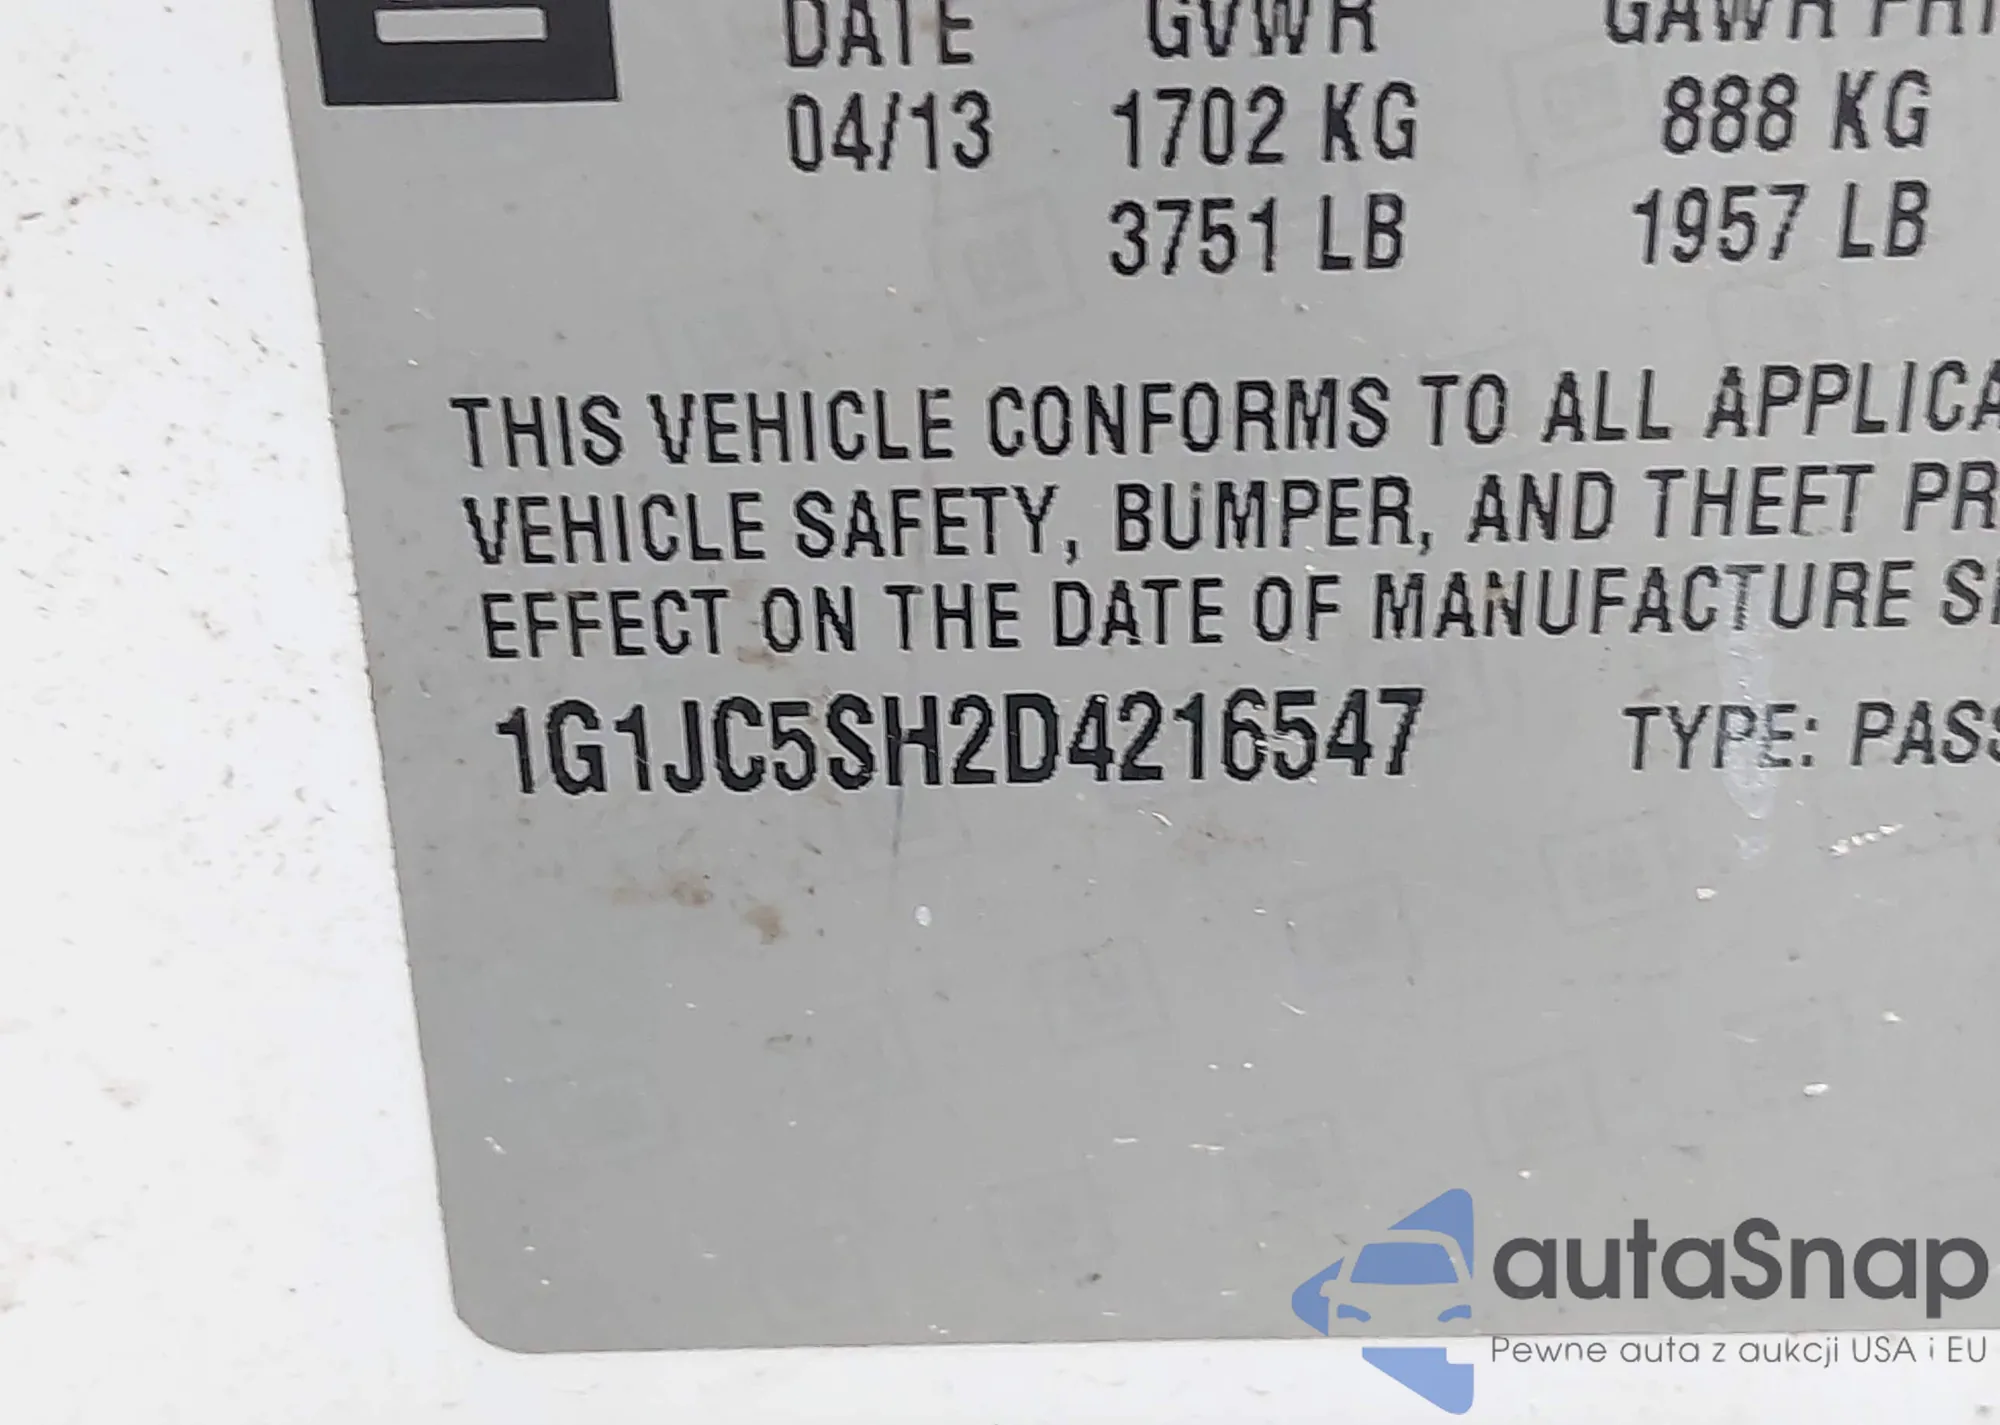 DATE GVWR GAWR FR
04/13 1702 KG 888 KG
3751 LB 1957 LB
THIS VEHICLE CONFORMS TO ALL APPLICA
VEHICLE SAFETY, BUMPER, AND THEFT PR
EFFECT ON THE DATE OF MANUFACTURE S
1G1JC5SH2D4216547 TYPE: PASS
autaSnap
Pewne auta z aukcji USA i EU